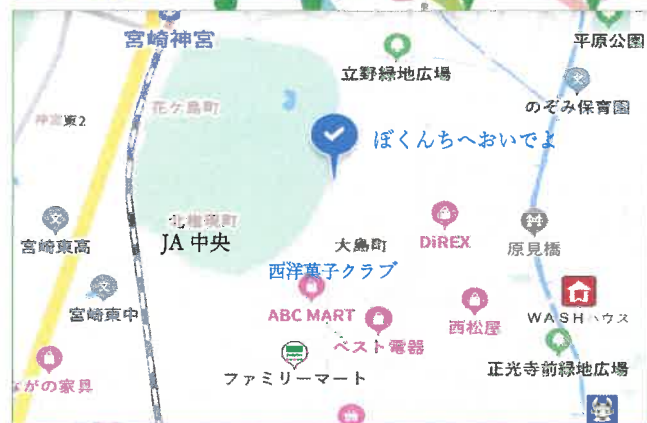 宮崎神宮
平原公園
立野緑地広場
のぞみ保育園
花ヶ島町
神宮東2
ぼくんちへおいでよ
北権現町
JA 中央
宮崎東高
大島町
DiREX
原見橋
西洋菓子クラブ
宮崎東中
ABC MART
ベスト電器
西松屋
WASHハウス
ながの家具
ファミリーマート
正光寺前緑地広場